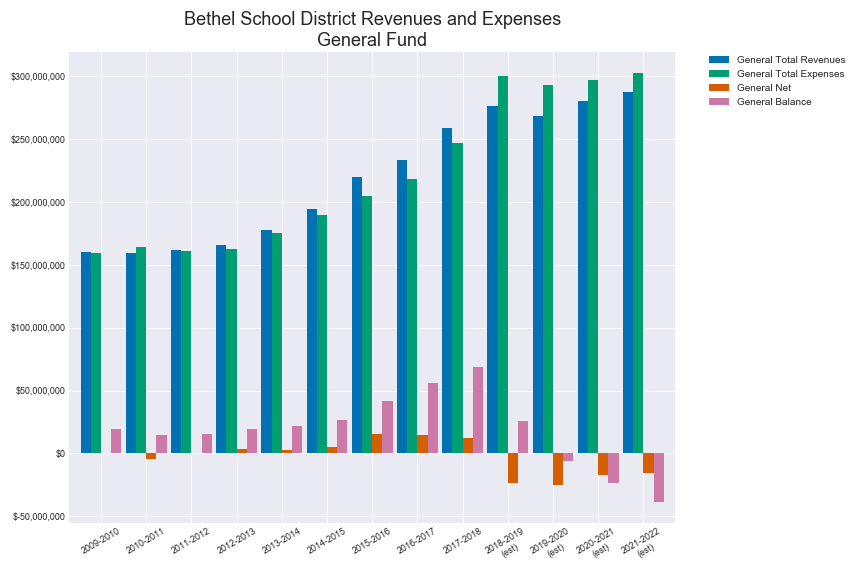 Bethel School District Revenues and Expenses
General Fund
General Total Revenues
General Total Expenses
General Net
General Balance
$300,000,000
$250,000,000
$200,000,000
$150,000,000
$100,000,000
$50,000,000
$0
$-50,000,000
2009-2010
2010-2011
2011-2012
2012-2013
2013-2014
2014-2015
2015-2016
2016-2017
2017-2018
2018-2019
(est)
2019-2020
(est)
2020-2021
(est)
2021-2022
(est)